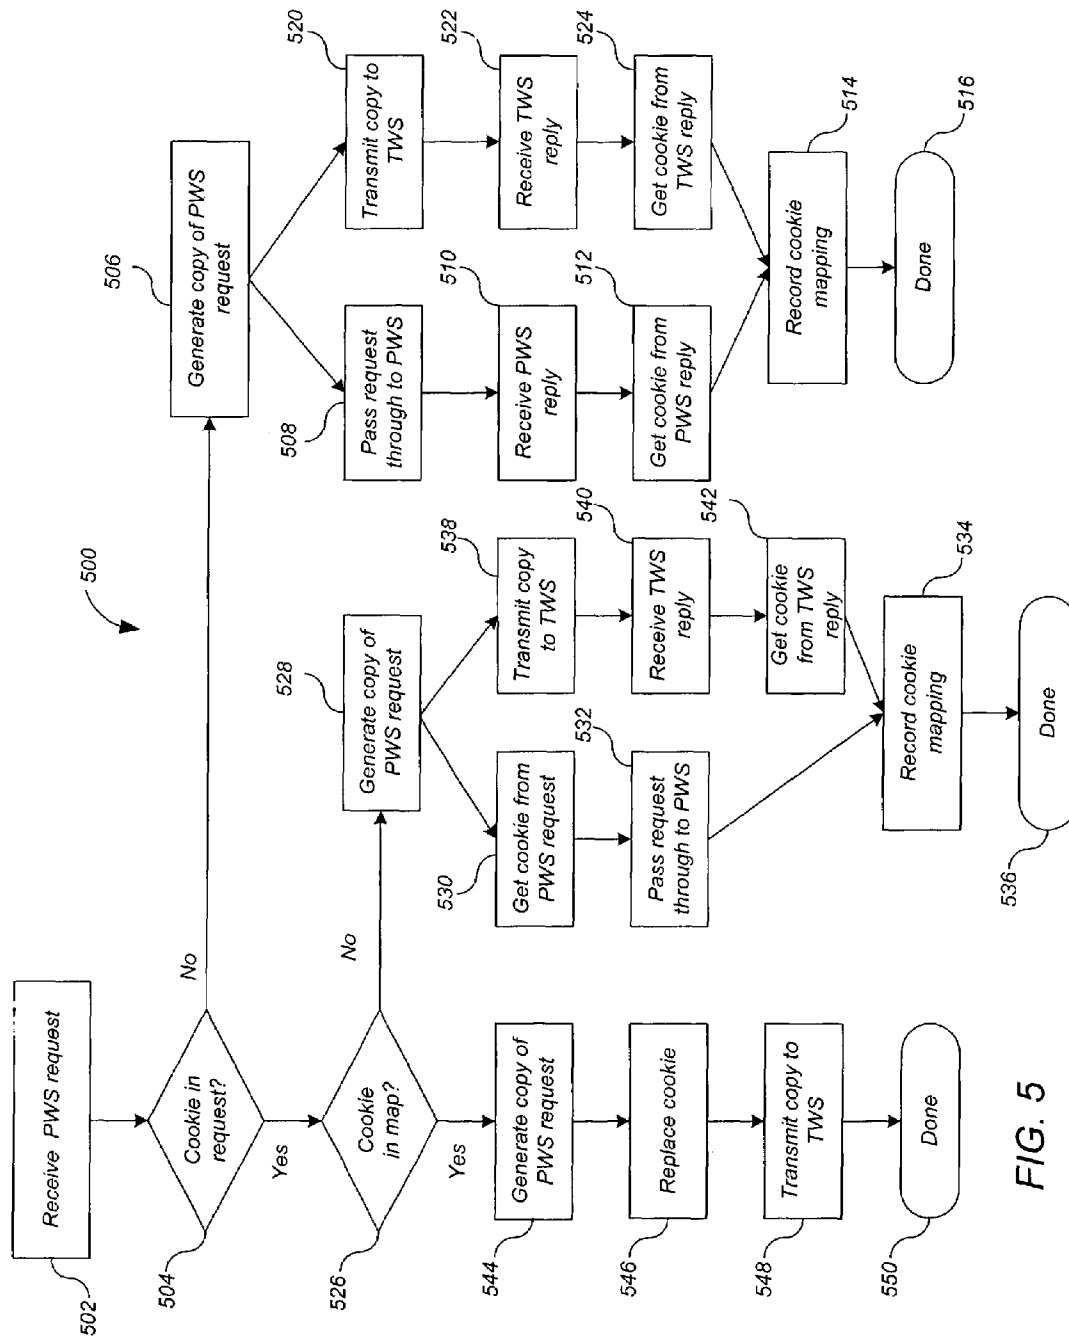 500
502
Receive PWS request
504
Cookie in
request?
No
Yes
506
Generate copy of PWS
request
508
Pass request
through to PWS
510
Receive PWS
reply
512
Get cookie from
PWS reply
520
Transmit copy to
TWS
522
Receive TWS
reply
524
Get cookie from
TWS reply
514
Record cookie
mapping
516
Done
526
Cookie
in map?
No
Yes
528
Generate copy of
PWS request
530
Get cookie from
PWS request
532
Pass request
through to PWS
538
Transmit copy
to TWS
540
Receive TWS
reply
542
Get cookie
from TWS
reply
534
Record cookie
mapping
536
Done
544
Generate copy of
PWS request
546
Replace cookie
548
Transmit copy to
TWS
550
Done
FIG. 5